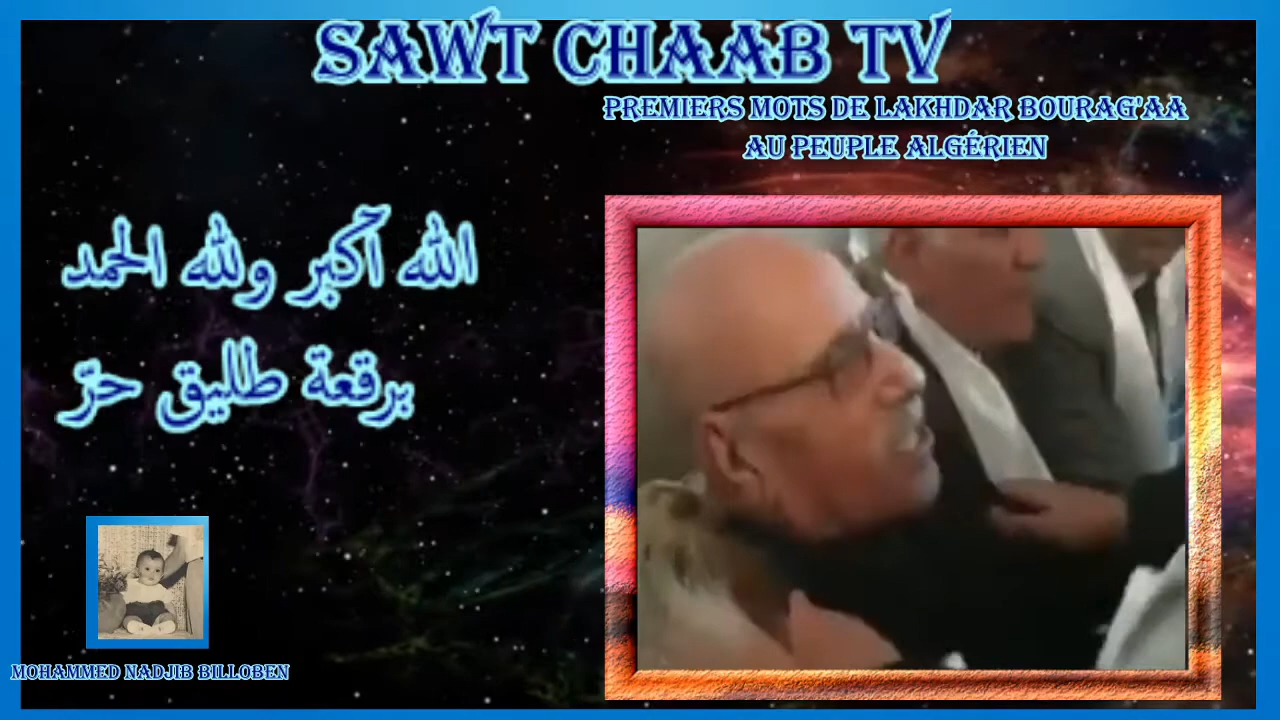 SAWT CHAAB TV
PREMIERS MOTS DE LAKHDAR BOURAG'AA
AU PEUPLE ALGÉRIEN
الله آكبر ولله الحمد
برقعة طليق حرّ
MOHAMMED NADJIB BILLOBEN